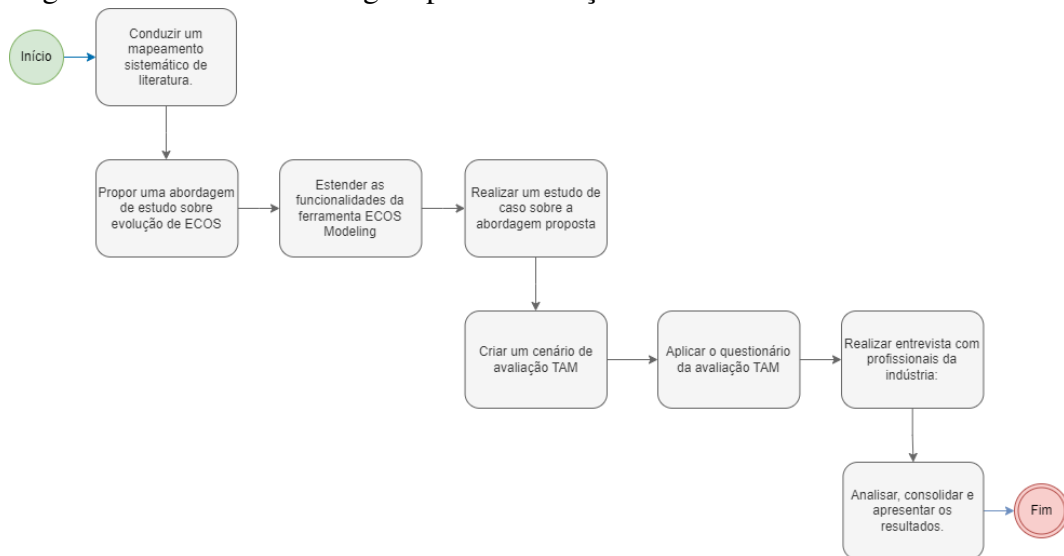 Início
Conduzir um
mapeamento
sistemático de
literatura.
Propor uma abordagem
de estudo sobre
evolução de ECOS
Estender as
funcionalidades da
ferramenta ECOS
Modeling
Realizar um estudo de
caso sobre a
abordagem proposta
Criar um cenário de
avaliação TAM
Aplicar o questionário
da avaliação TAM
Realizar entrevista com
profissionais da
indústria:
Analisar, consolidar e
apresentar os
resultados.
Fim